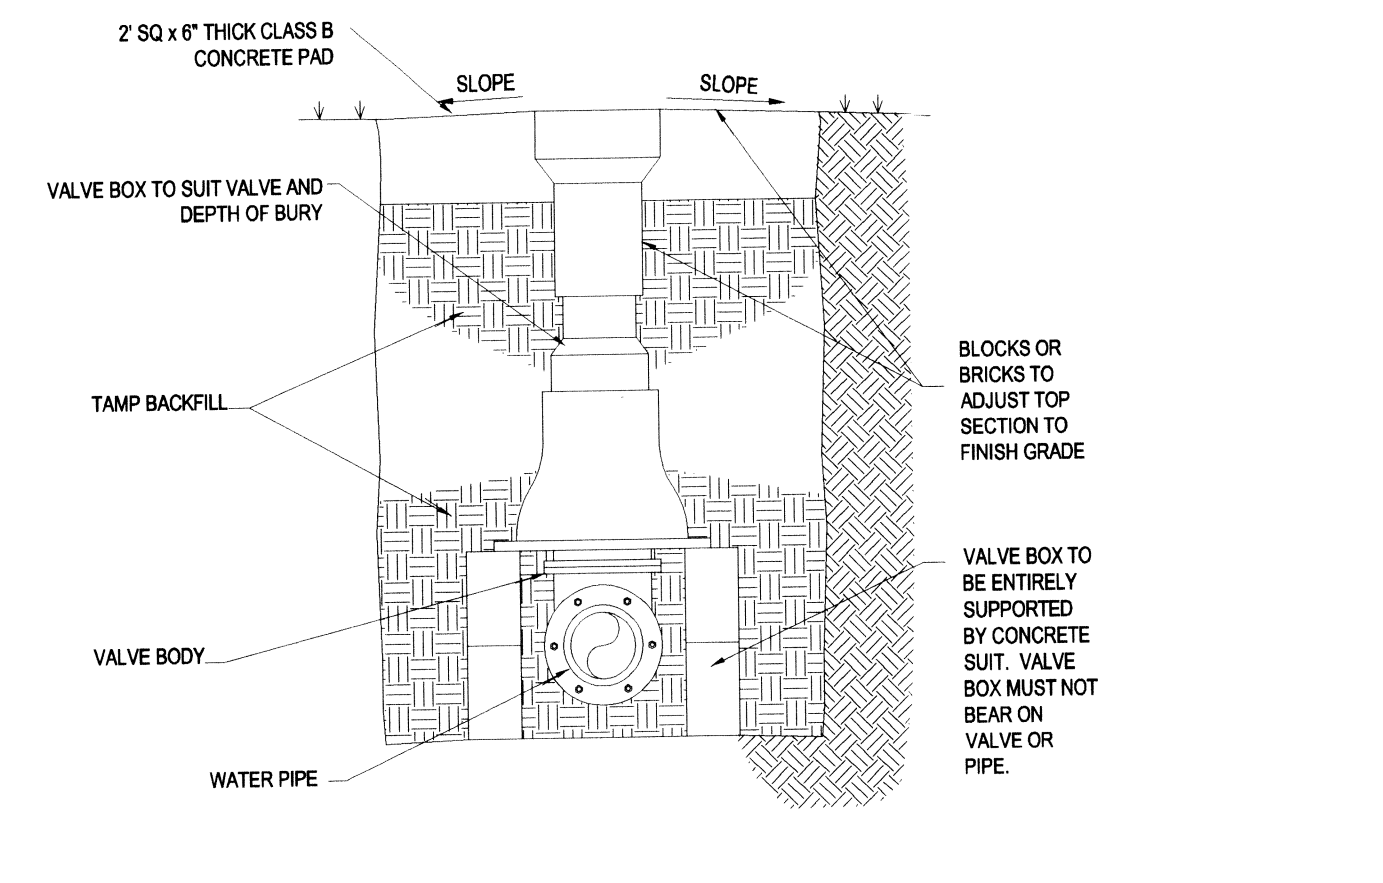 2' SQ x 6" THICK CLASS B
CONCRETE PAD
SLOPE
SLOPE
VALVE BOX TO SUIT VALVE AND
DEPTH OF BURY
BLOCKS OR
BRICKS TO
ADJUST TOP
SECTION TO
FINISH GRADE
TAMP BACKFILL
VALVE BOX TO
BE ENTIRELY
SUPPORTED
BY CONCRETE
SUIT. VALVE
BOX MUST NOT
BEAR ON
VALVE OR
PIPE.
VALVE BODY
WATER PIPE